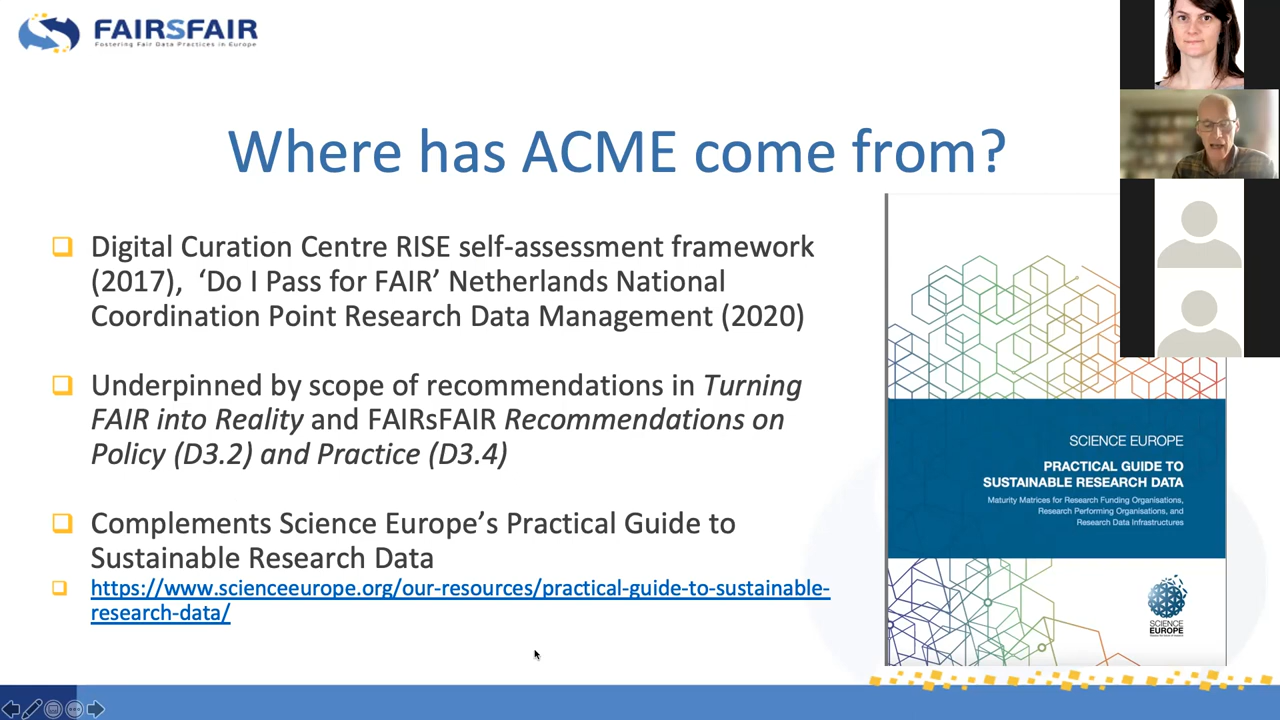 FAIRSFAIR
Fostering Fair Data Practices in Europe
Where has ACME come from?
Digital Curation Centre RISE self-assessment framework
(2017), ‘Do I Pass for FAIR’ Netherlands National
Coordination Point Research Data Management (2020)
Underpinned by scope of recommendations in Turning
FAIR into Reality and FAIRsFAIR Recommendations on
Policy (D3.2) and Practice (D3.4)
Complements Science Europe’s Practical Guide to
Sustainable Research Data
https://www.scienceeurope.org/our-resources/practical-guide-to-sustainable-
research-data/
SCIENCE EUROPE
PRACTICAL GUIDE TO
SUSTAINABLE RESEARCH DATA
Maturity Matrices for Research Funding Organisations,
Research Performing Organisations, and
Research Data Infrastructures
SCIENCE
EUROPE